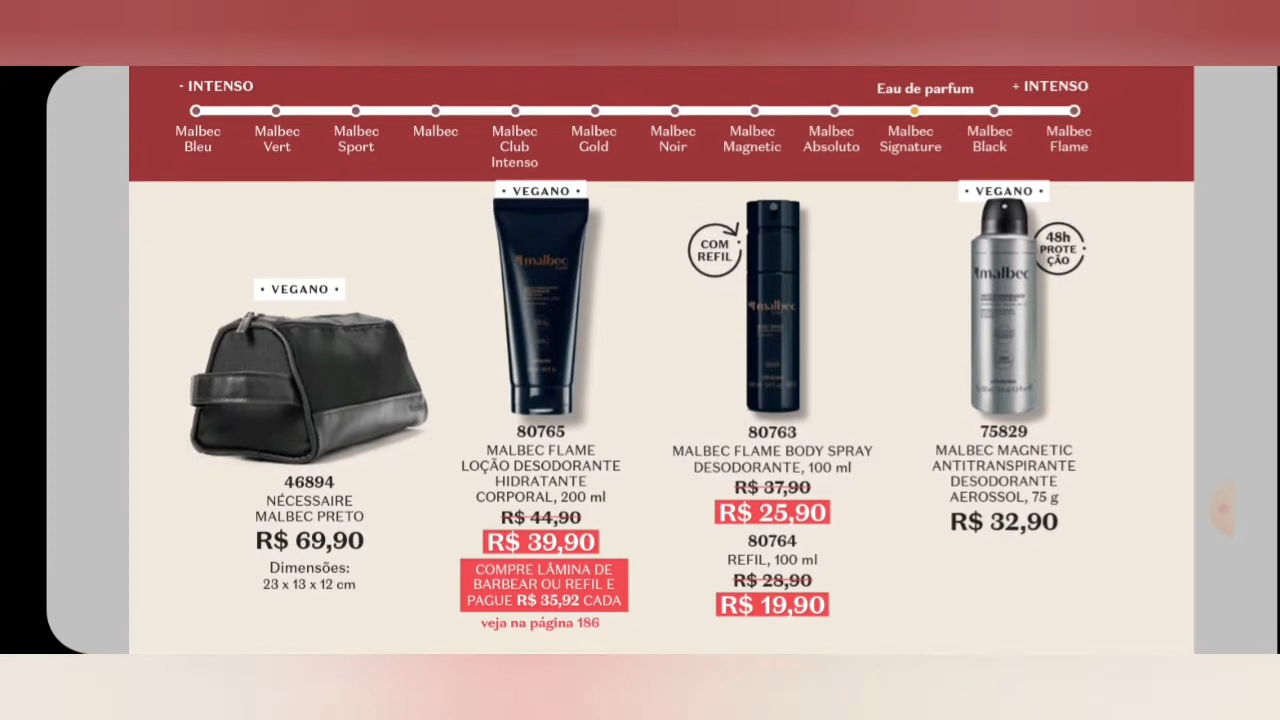 - INTENSO
Eau de parfum
+ INTENSO
Malbec Bleu
Malbec Vert
Malbec Sport
Malbec
Malbec Club Intenso
Malbec Gold
Malbec Noir
Malbec Magnetic
Malbec Absoluto
Malbec Signature
Malbec Black
Malbec Flame
• VEGANO •
46894
NÉCESSAIRE
MALBEC PRETO
R$ 69,90
Dimensões:
23 x 13 x 12 cm
• VEGANO •
malbec
80765
MALBEC FLAME
LOÇÃO DESODORANTE
HIDRATANTE
CORPORAL, 200 ml
R$ 44,90
R$ 39,90
COMPRE LÂMINA DE
BARBEAR OU REFIL E
PAGUE R$ 35,92 CADA
veja na página 186
COM
REFIL
malbec
80763
MALBEC FLAME BODY SPRAY
DESODORANTE, 100 ml
R$ 37,90
R$ 25,90
80764
REFIL, 100 ml
R$ 28,90
R$ 19,90
• VEGANO •
48h
PROTE
ÇÃO
malbec
75829
MALBEC MAGNETIC
ANTITRANSPIRANTE
DESODORANTE
AEROSSOL, 75 g
R$ 32,90